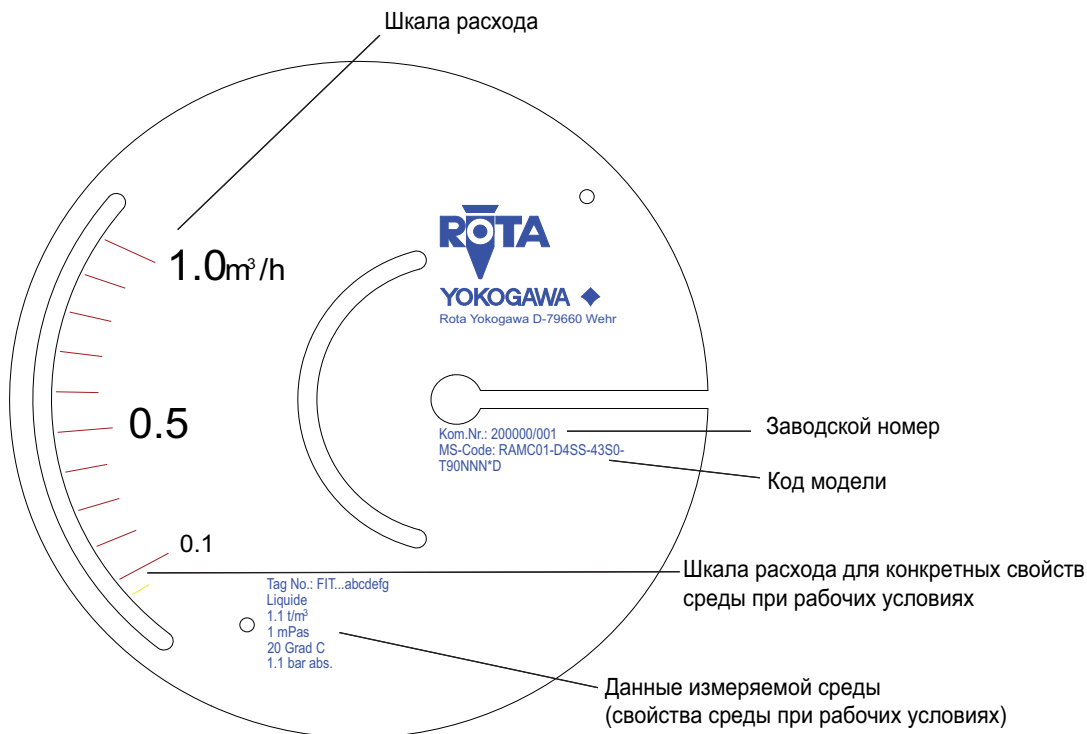 Шкала расхода
1.0m³/h
0.5
0.1
ROTA
YOKOGAWA
Rota Yokogawa D-79660 Wehr
Kom.Nr.: 200000/001
MS-Code: RAMC01-D4SS-43S0-
T90NNN*D
Заводской номер
Код модели
Tag No.: FIT...abcdefg
Liquide
1.1 t/m³
1 mPas
20 Grad C
1.1 bar abs.
Шкала расхода для конкретных свойств
среды при рабочих условиях
Данные измеряемой среды
(свойства среды при рабочих условиях)